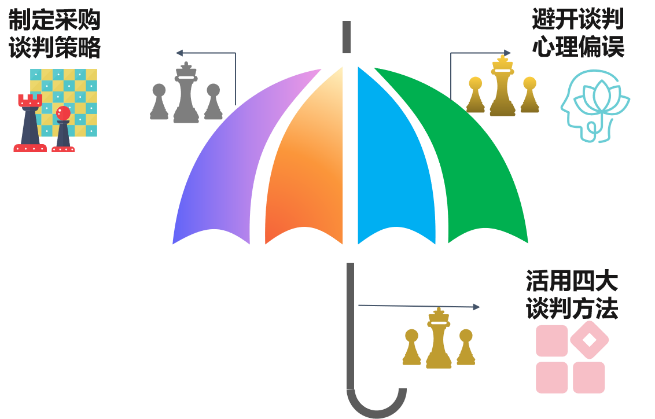 制定采购
谈判策略
避开谈判
心理偏误
活用四大
谈判方法